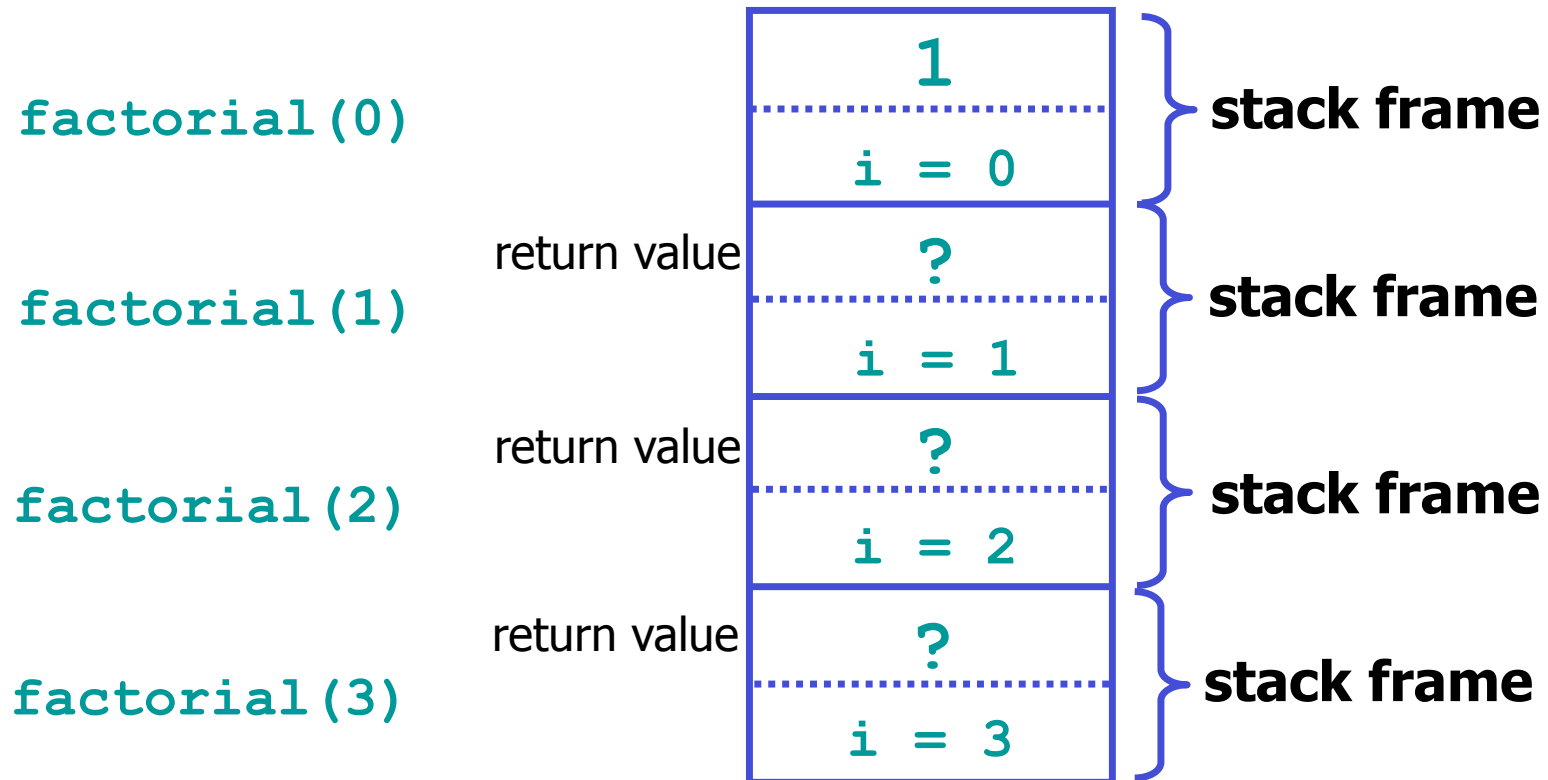 1
factorial(0)
stack frame
i = 0
return value
?
factorial(1)
stack frame
i = 1
return value
?
factorial(2)
stack frame
i = 2
return value
?
factorial(3)
stack frame
i = 3